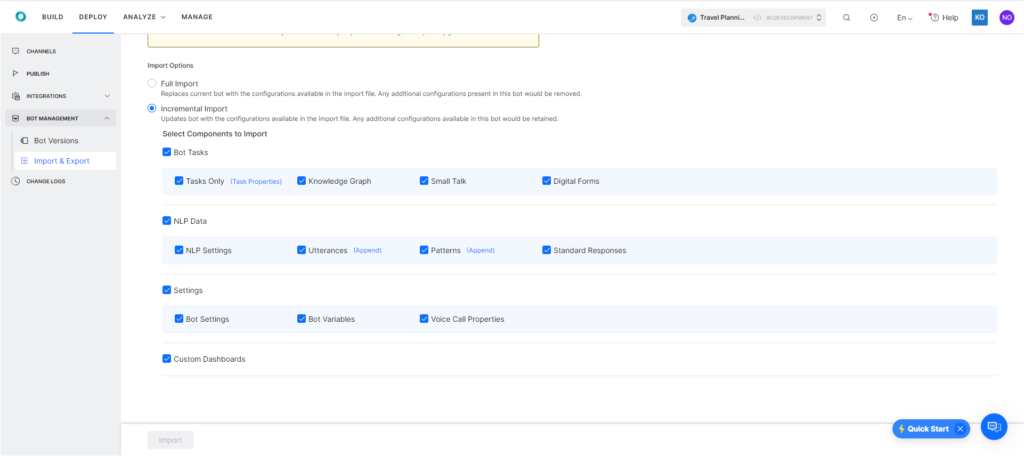 BUILD DEPLOY ANALYZE MANAGE Travel Planni... IN DEVELOPMENT En Help KO NO
CHANNELS
PUBLISH
INTEGRATIONS
BOT MANAGEMENT
Bot Versions
Import & Export
CHANGE LOGS
Import Options
Full Import
Replaces current bot with the configurations available in the import file. Any additional configurations present in this bot would be removed.
Incremental Import
Updates bot with the configurations available in the import file. Any additional configurations available in this bot would be retained.
Select Components to Import
Bot Tasks
Tasks Only (Task Properties) Knowledge Graph Small Talk Digital Forms
NLP Data
NLP Settings Utterances (Append) Patterns (Append) Standard Responses
Settings
Bot Settings Bot Variables Voice Call Properties
Custom Dashboards
Import
Quick Start